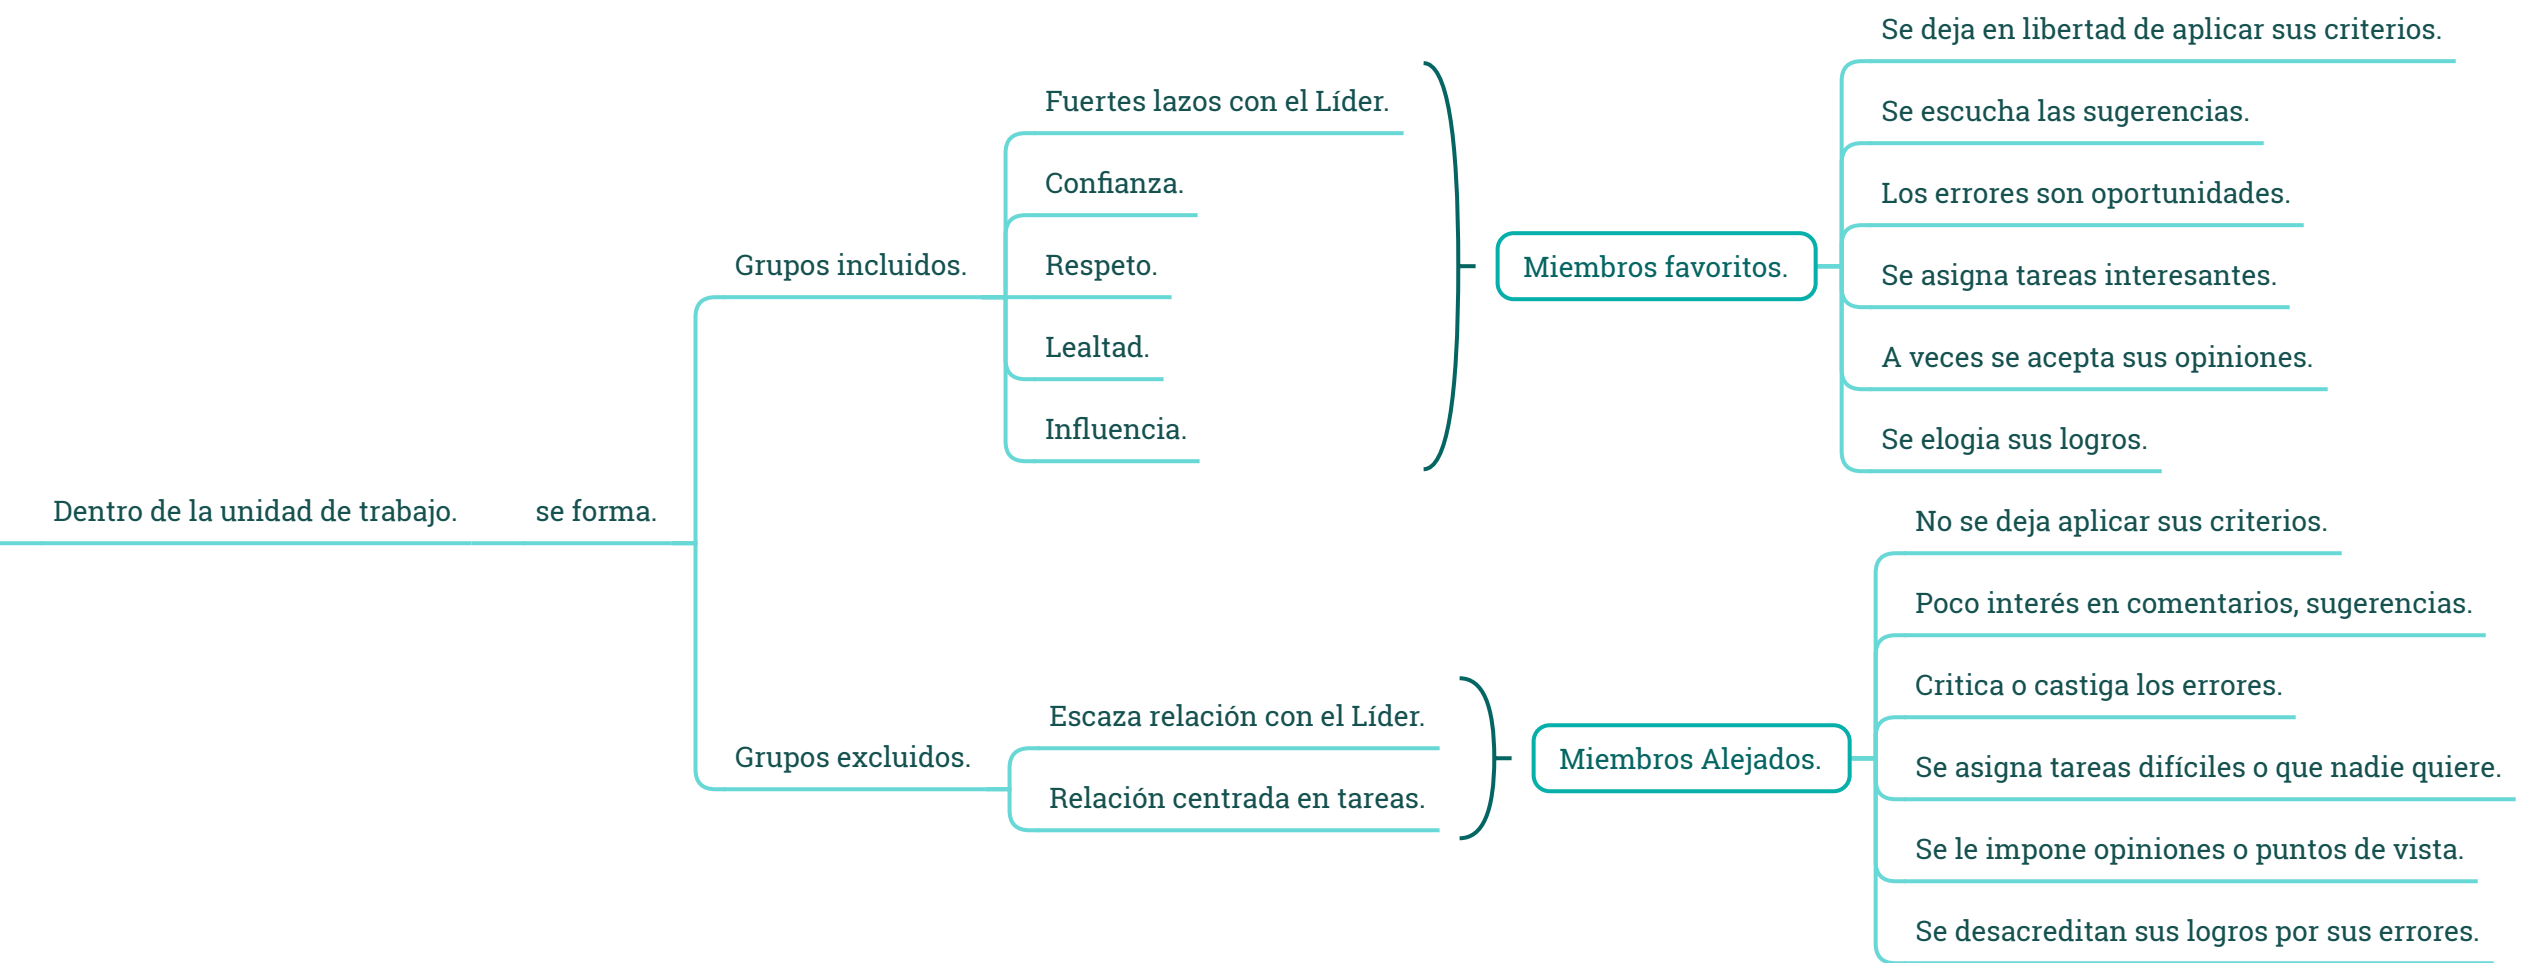 Dentro de la unidad de trabajo.
se forma.
Grupos incluidos.
Fuertes lazos con el Líder.
Confianza.
Respeto.
Lealtad.
Influencia.
Miembros favoritos.
Se deja en libertad de aplicar sus criterios.
Se escucha las sugerencias.
Los errores son oportunidades.
Se asigna tareas interesantes.
A veces se acepta sus opiniones.
Se elogia sus logros.
Grupos excluidos.
Escaza relación con el Líder.
Relación centrada en tareas.
Miembros Alejados.
No se deja aplicar sus criterios.
Poco interés en comentarios, sugerencias.
Critica o castiga los errores.
Se asigna tareas difíciles o que nadie quiere.
Se le impone opiniones o puntos de vista.
Se desacreditan sus logros por sus errores.